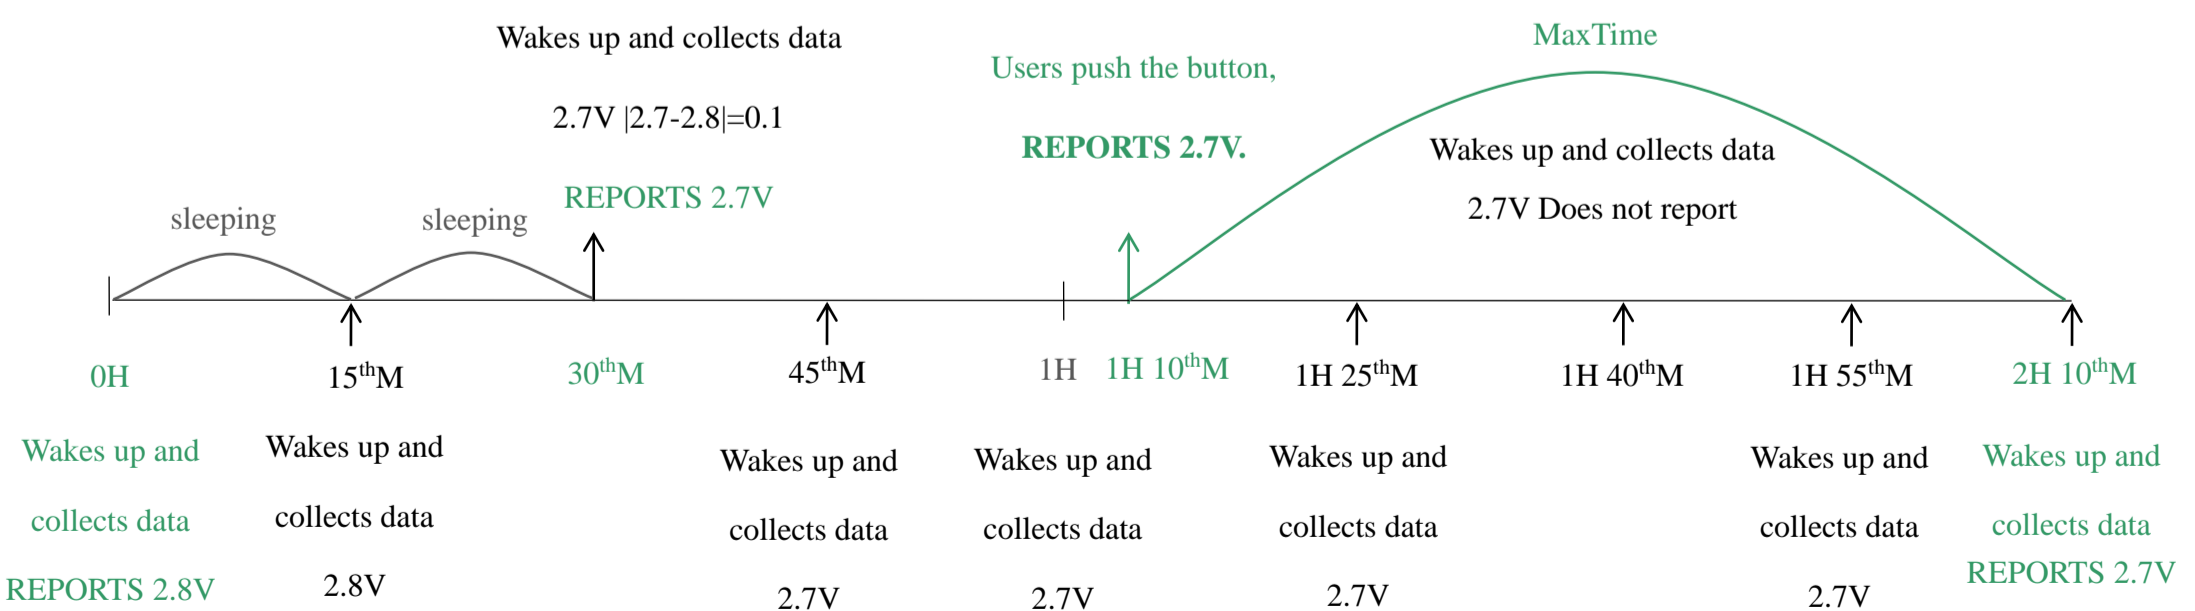 Wakes up and collects data
2.7V |2.7-2.8|=0.1
REPORTS 2.7V
Users push the button,
REPORTS 2.7V.
MaxTime
Wakes up and collects data
2.7V Does not report
sleeping
sleeping
0H
15thM
30thM
45thM
1H
1H 10thM
1H 25thM
1H 40thM
1H 55thM
2H 10thM
Wakes up and
collects data
REPORTS 2.8V
Wakes up and
collects data
2.8V
Wakes up and
collects data
2.7V
Wakes up and
collects data
2.7V
Wakes up and
collects data
2.7V
Wakes up and
collects data
2.7V
Wakes up and
collects data
REPORTS 2.7V